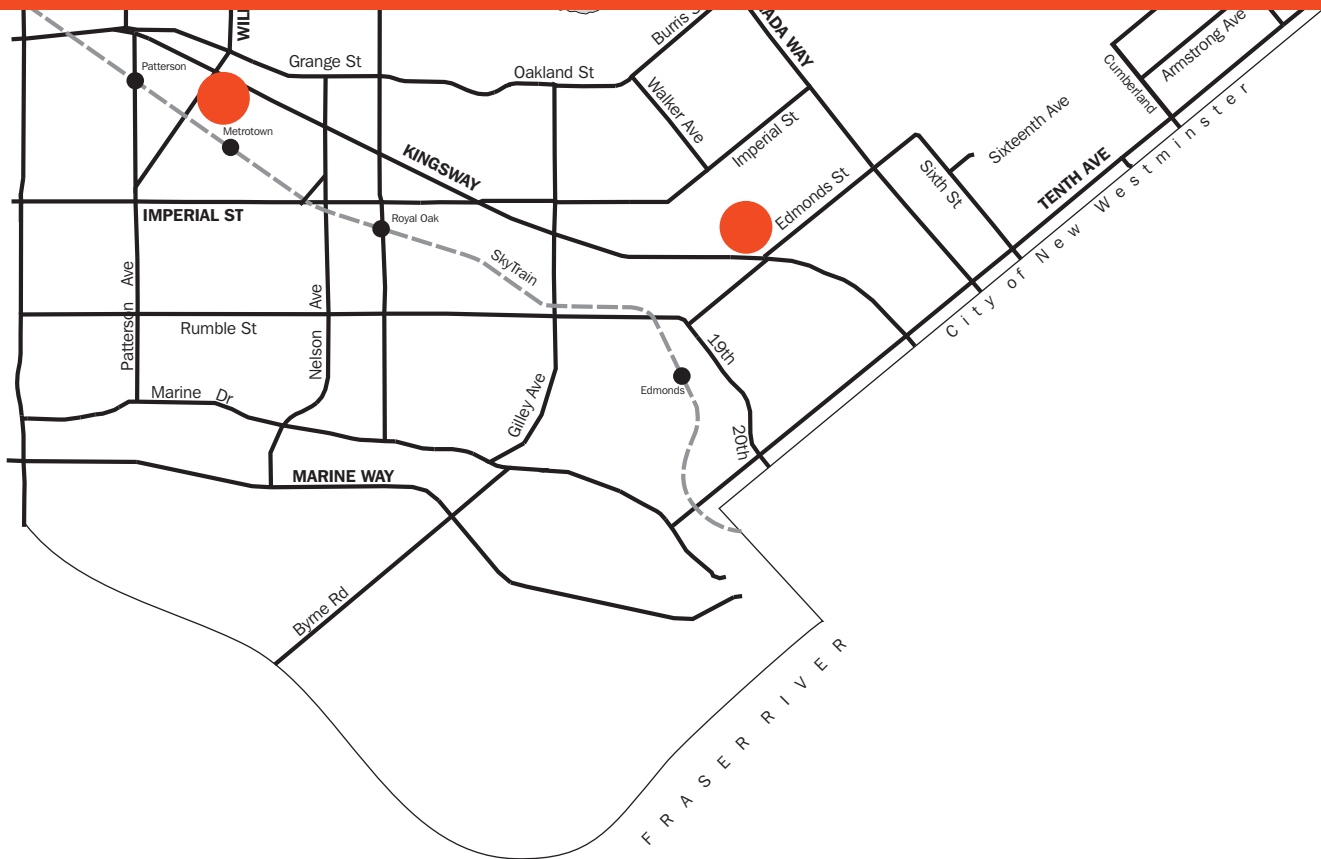 WILL
Burris S
ADA WAY
Armstrong Ave
Cumberland
Grange St
Oakland St
Patterson
Walker Ave
Sixteenth Ave
Metrotown
Imperial St
KINGSWAY
Sixth St
TENTH AVE
IMPERIAL ST
Royal Oak
Edmonds St
City of New Westminster
SkyTrain
Patterson Ave
Nelson Ave
Rumble St
19th
Edmonds
Marine Dr
Gilley Ave
20th
MARINE WAY
Byrne Rd
FRASER RIVER